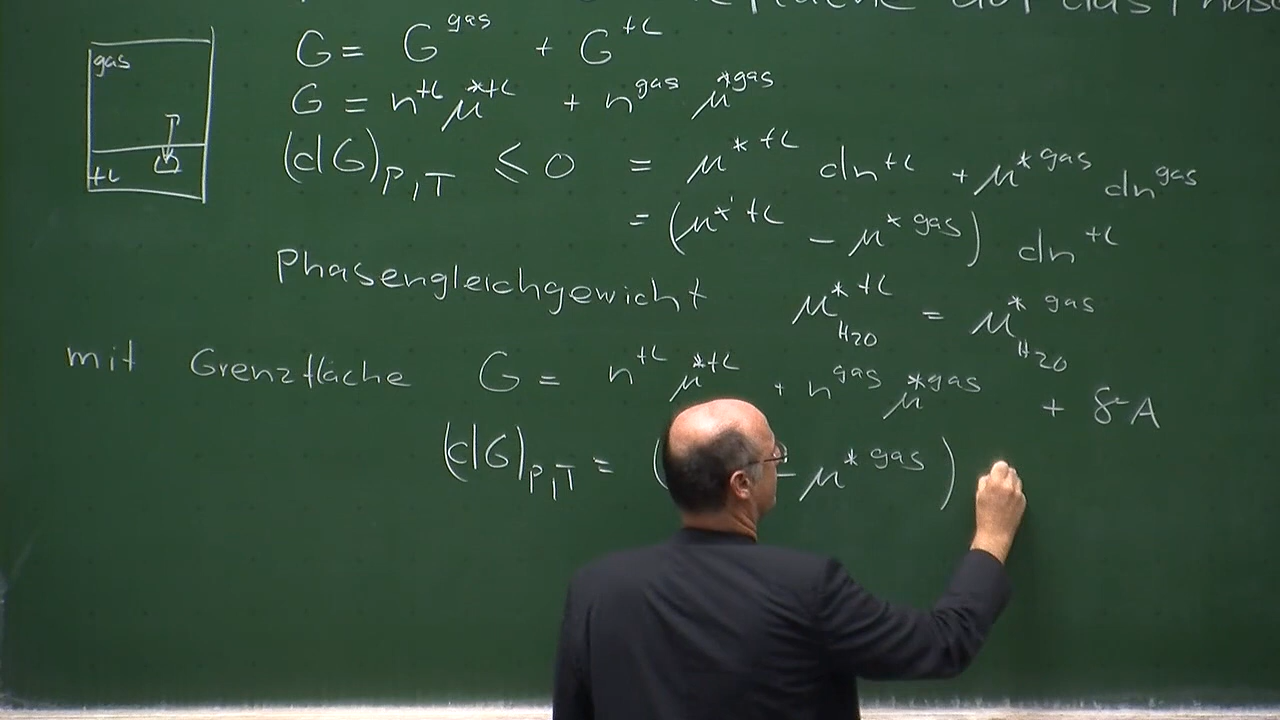 gas
fl
G = G^gas + G^fl
G = n^fl μ^*fl + n^gas μ^*gas
(dG)_P,T ≤ 0 = μ^*fl dn^fl + μ^*gas dn^gas
= (μ^*fl - μ^*gas) dn^fl
Phasengleichgewicht μ^*fl_H2O = μ^*gas_H2O
mit Grenzfläche G = n^fl μ^*fl + n^gas μ^*gas + γA
(dG)_P,T = ( - μ^*gas)